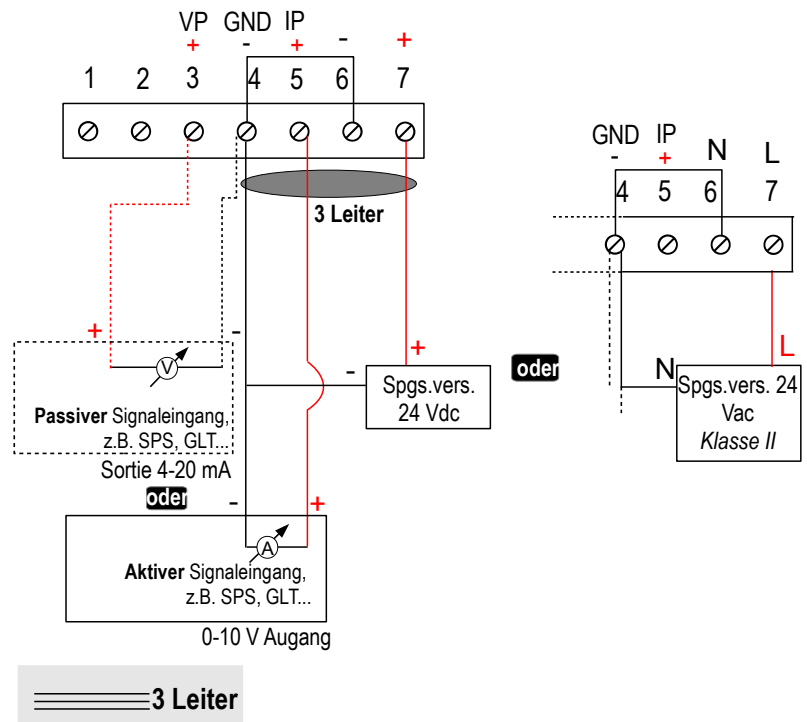 VP GND IP
+ - + - +
1 2 3 4 5 6 7
3 Leiter
GND IP N L
- +
4 5 6 7
+
-
V
- +
Passiver Signaleingang,
z.B. SPS, GLT...
Sortie 4-20 mA
oder
Spgs.vers.
24 Vdc
oder
N L
Spgs.vers. 24
Vac
Klasse II
- +
A
Aktiver Signaleingang,
z.B. SPS, GLT...
0-10 V Augang
3 Leiter